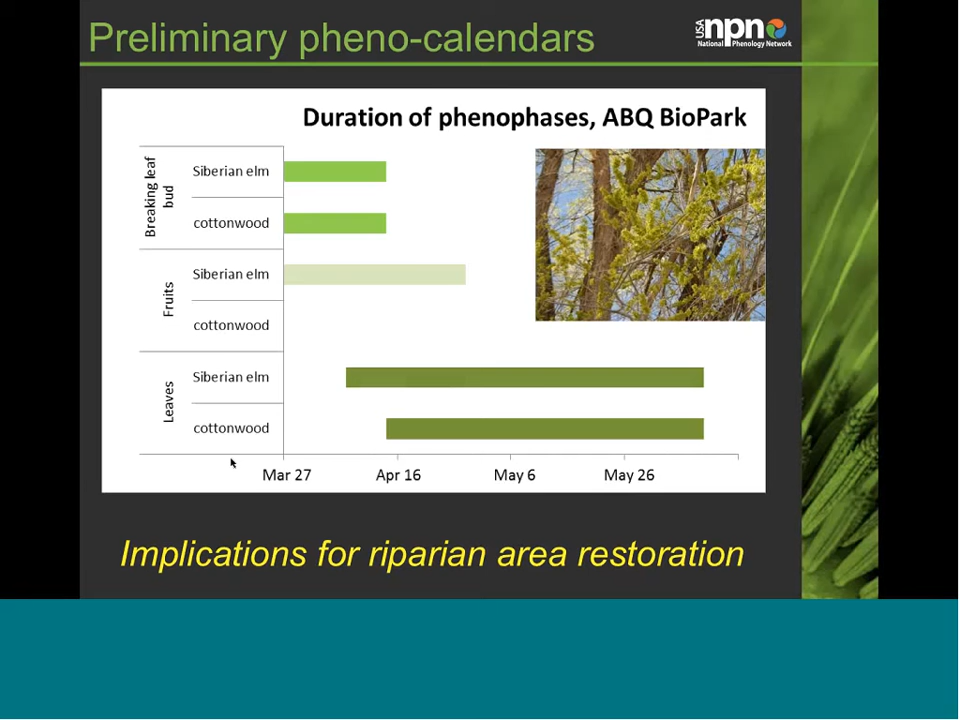 Preliminary pheno-calendars
USA npn
National Phenology Network
Duration of phenophases, ABQ BioPark
Breaking leaf
bud
Siberian elm
cottonwood
Fruits
Siberian elm
cottonwood
Leaves
Siberian elm
cottonwood
Mar 27 Apr 16 May 6 May 26
Implications for riparian area restoration